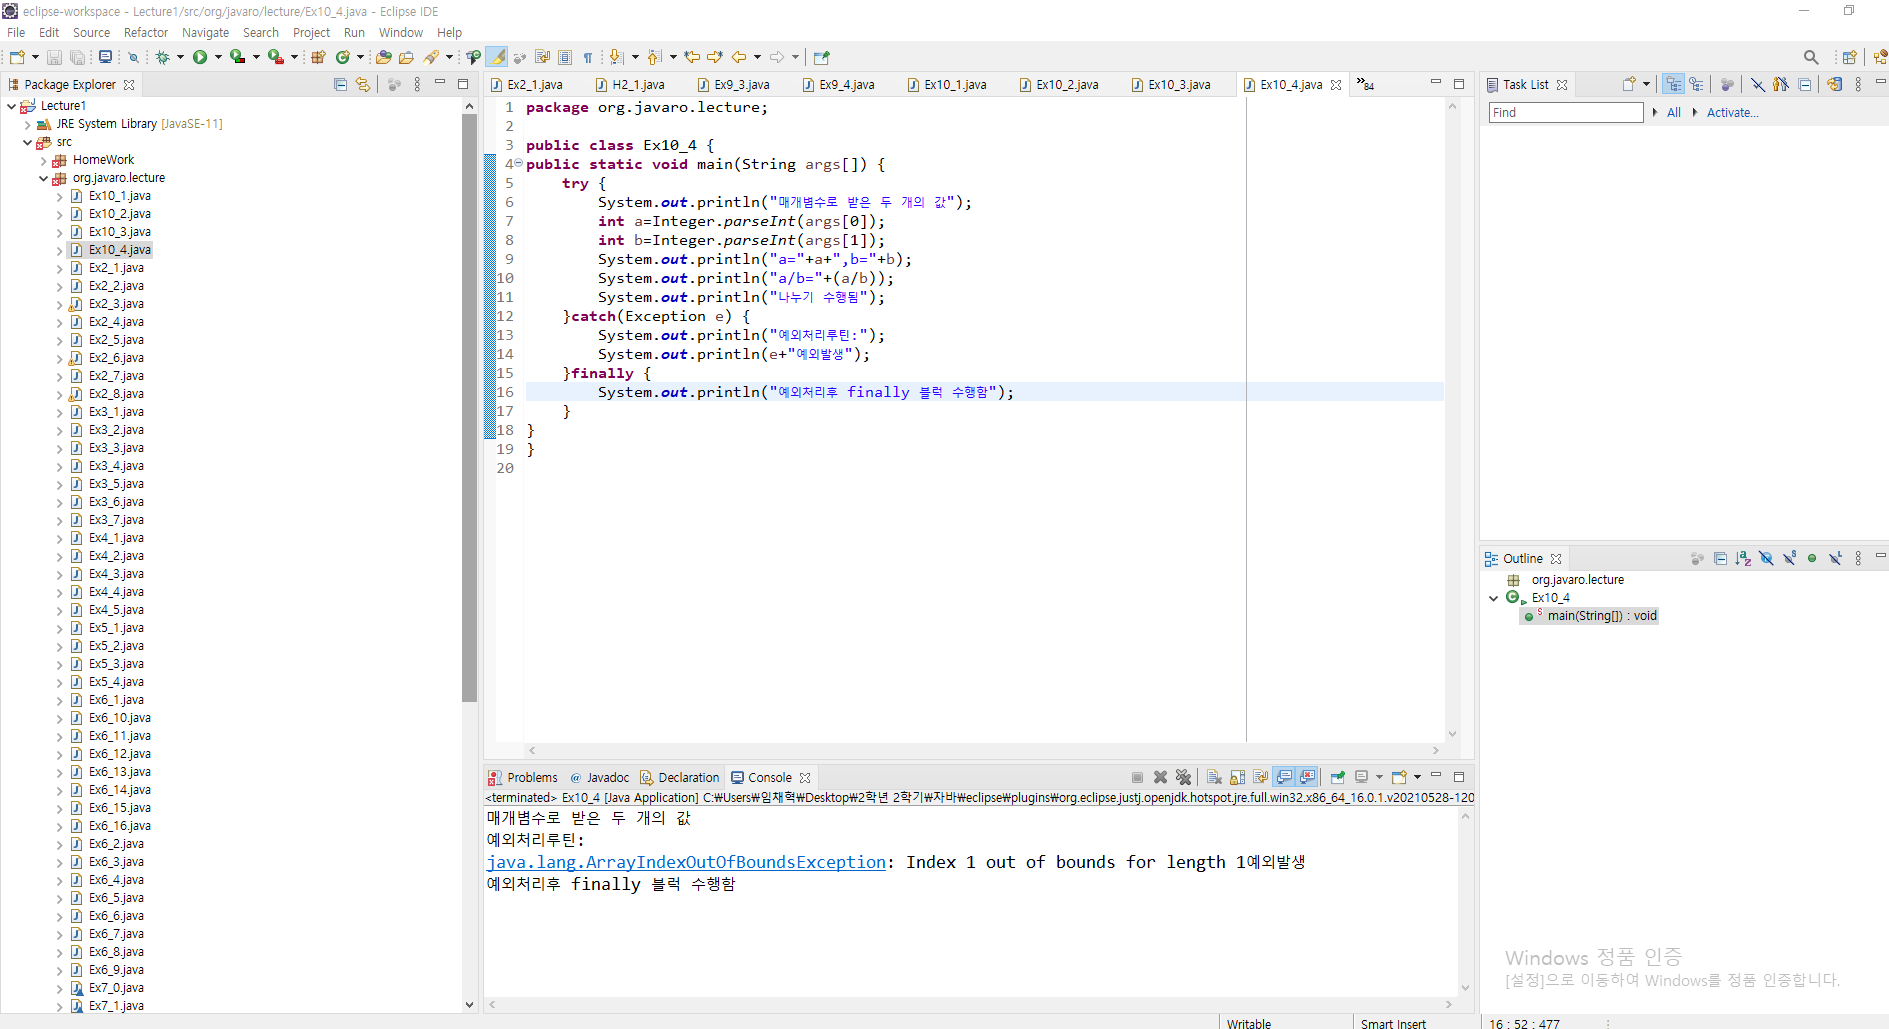 eclipse-workspace - Lecture1/src/org/javaro/lecture/Ex10_4.java - Eclipse IDE
File Edit Source Refactor Navigate Search Project Run Window Help
Package Explorer
Lecture1
JRE System Library [JavaSE-11]
src
HomeWork
org.javaro.lecture
Ex10_1.java
Ex10_2.java
Ex10_3.java
Ex10_4.java
Ex2_1.java
Ex2_2.java
Ex2_3.java
Ex2_4.java
Ex2_5.java
Ex2_6.java
Ex2_7.java
Ex2_8.java
Ex3_1.java
Ex3_2.java
Ex3_3.java
Ex3_4.java
Ex3_5.java
Ex3_6.java
Ex3_7.java
Ex4_1.java
Ex4_2.java
Ex4_3.java
Ex4_4.java
Ex4_5.java
Ex5_1.java
Ex5_2.java
Ex5_3.java
Ex5_4.java
Ex6_1.java
Ex6_10.java
Ex6_11.java
Ex6_12.java
Ex6_13.java
Ex6_14.java
Ex6_15.java
Ex6_16.java
Ex6_2.java
Ex6_3.java
Ex6_4.java
Ex6_5.java
Ex6_6.java
Ex6_7.java
Ex6_8.java
Ex6_9.java
Ex7_0.java
Ex7_1.java
Ex2_1.java H2_1.java Ex9_3.java Ex9_4.java Ex10_1.java Ex10_2.java Ex10_3.java Ex10_4.java »84
1 package org.javaro.lecture;
2
3 public class Ex10_4 {
4 public static void main(String args[]) {
5 try {
6 System.out.println("매개변수로 받은 두 개의 값");
7 int a=Integer.parseInt(args[0]);
8 int b=Integer.parseInt(args[1]);
9 System.out.println("a="+a+",b="+b);
10 System.out.println("a/b="+(a/b));
11 System.out.println("나누기 수행됨");
12 }catch(Exception e) {
13 System.out.println("예외처리루틴:");
14 System.out.println(e+"예외발생");
15 }finally {
16 System.out.println("예외처리후 finally 블럭 수행함");
17 }
18 }
19 }
20
Problems @ Javadoc Declaration Console
<terminated> Ex10_4 [Java Application] C:₩Users₩임채혁₩Desktop₩2학년 2학기₩자바₩eclipse₩plugins₩org.eclipse.justj.openjdk.hotspot.jre.full.win32.x86_64_16.0.1.v20210528-120
매개변수로 받은 두 개의 값
예외처리루틴:
java.lang.ArrayIndexOutOfBoundsException: Index 1 out of bounds for length 1예외발생
예외처리후 finally 블럭 수행함
Task List
Find All Activate...
Outline
org.javaro.lecture
Ex10_4
main(String[]) : void
Windows 정품 인증
[설정]으로 이동하여 Windows를 정품 인증합니다.
Writable Smart Insert 16 : 52 : 477